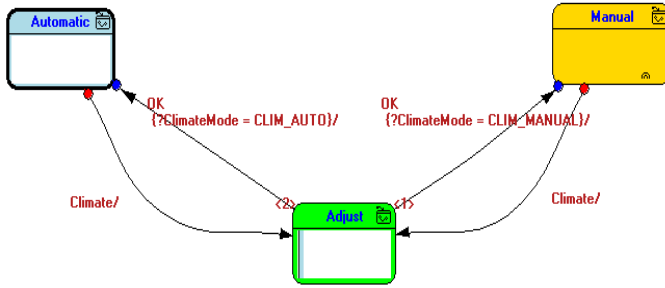 Automatic
Manual
OK
{?ClimateMode = CLIM_AUTO}/
OK
{?ClimateMode = CLIM_MANUAL}/
Climate/
Climate/
<2>
<1>
Adjust